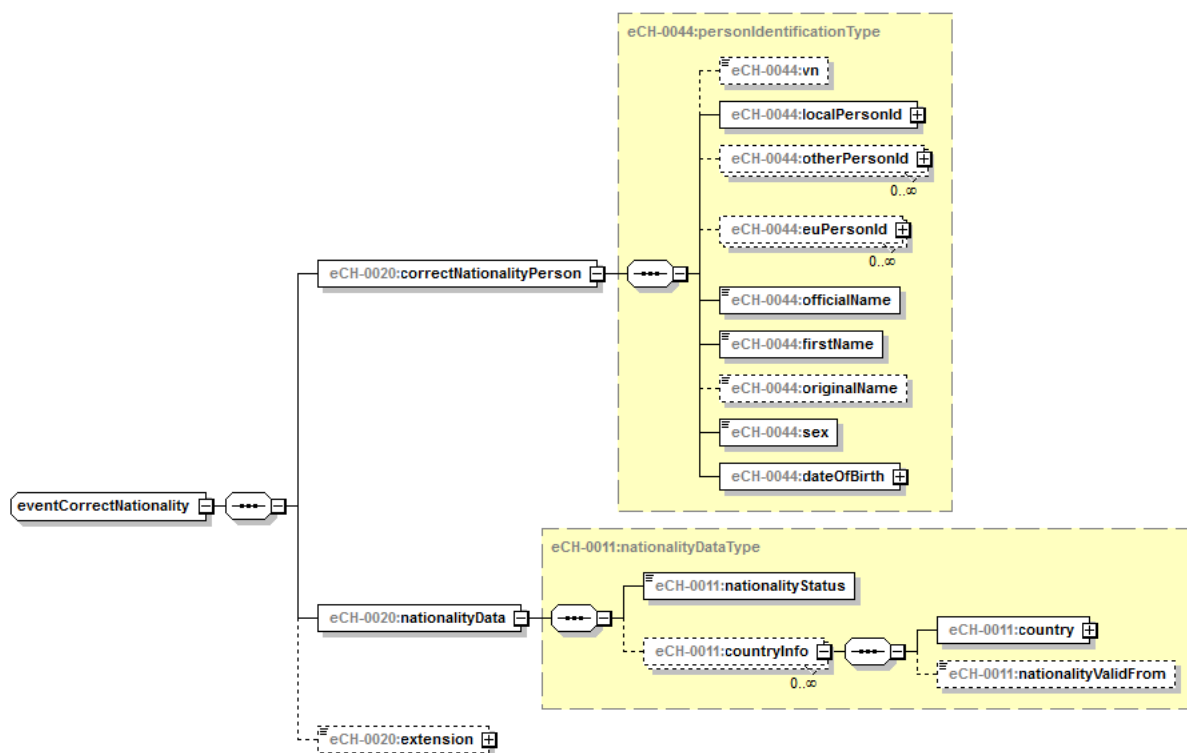 eCH-0044:personIdentificationType
eCH-0044:vn
eCH-0044:localPersonId
eCH-0044:otherPersonId
0..∞
eCH-0044:euPersonId
0..∞
eCH-0020:correctNationalityPerson
eCH-0044:officialName
eCH-0044:firstName
eCH-0044:originalName
eCH-0044:sex
eCH-0044:dateOfBirth
eventCorrectNationality
eCH-0011:nationalityDataType
eCH-0011:nationalityStatus
eCH-0020:nationalityData
eCH-0011:country
eCH-0011:countryInfo
0..∞
eCH-0011:nationalityValidFrom
eCH-0020:extension